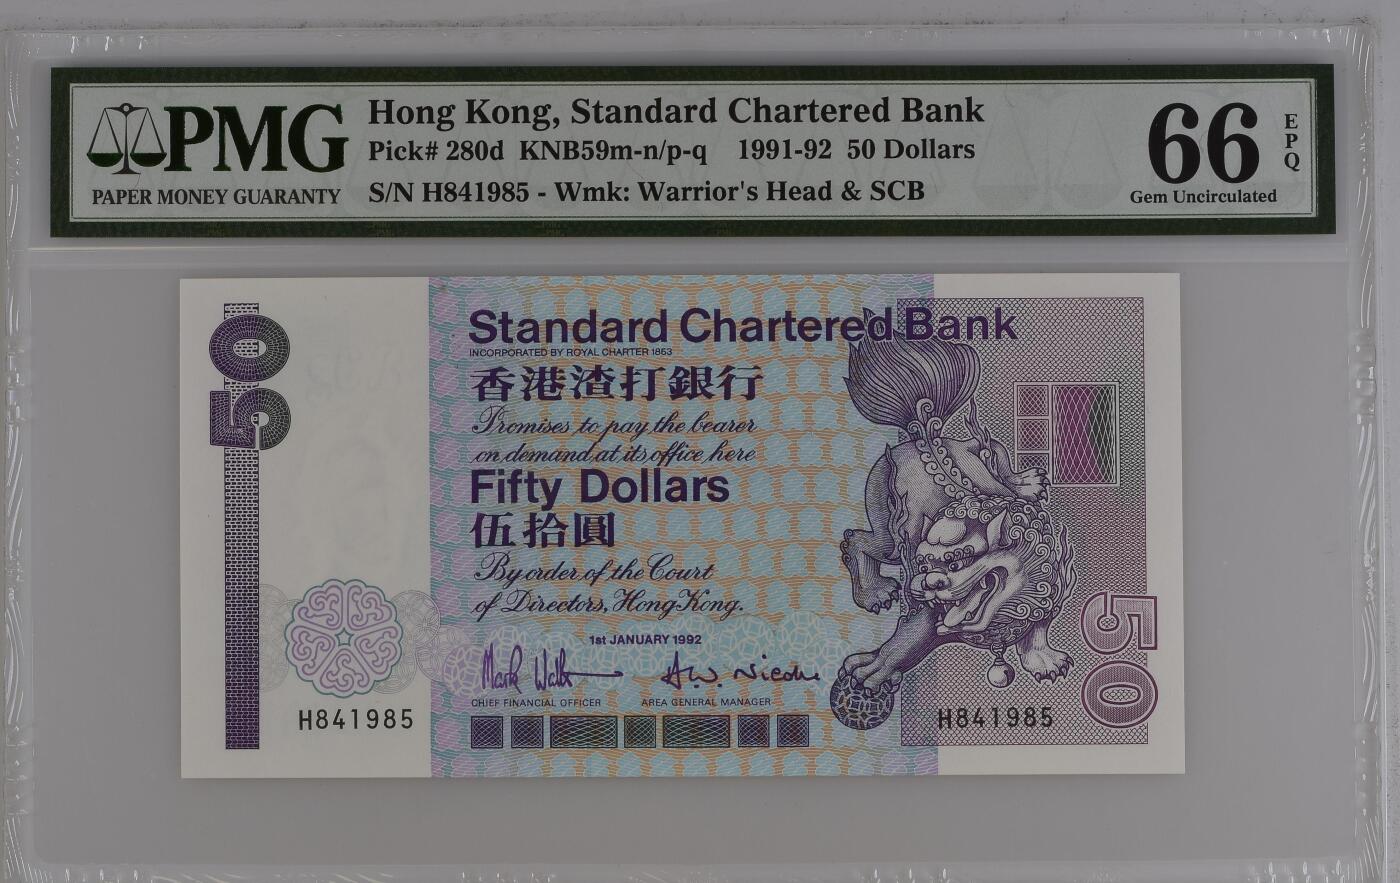 PMG
PAPER MONEY GUARANTY
Hong Kong, Standard Chartered Bank
Pick# 280d KNB59m-n/p-q 1991-92 50 Dollars
S/N H841985 - Wmk: Warrior's Head & SCB
66
EPQ
Gem Uncirculated
50
Standard Chartered Bank
INCORPORATED BY ROYAL CHARTER 1853
香港渣打銀行
Promises to pay the bearer
on demand at its office here
Fifty Dollars
伍拾圓
By order of the Court
of Directors, Hong Kong.
1st JANUARY 1992
CHIEF FINANCIAL OFFICER AREA GENERAL MANAGER
H841985
H841985
50